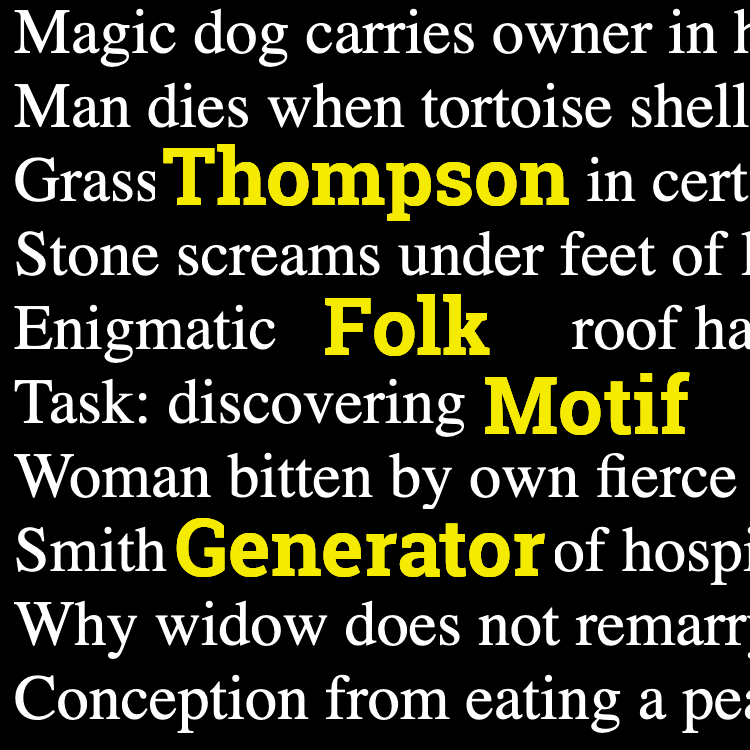 Magic dog carries owner in
Man dies when tortoise shell
Grass Thompson in cert
Stone screams under feet of
Enigmatic Folk roof ha
Task: discovering Motif
Woman bitten by own fierce
Smith Generator of hospi
Why widow does not remarry
Conception from eating a pea